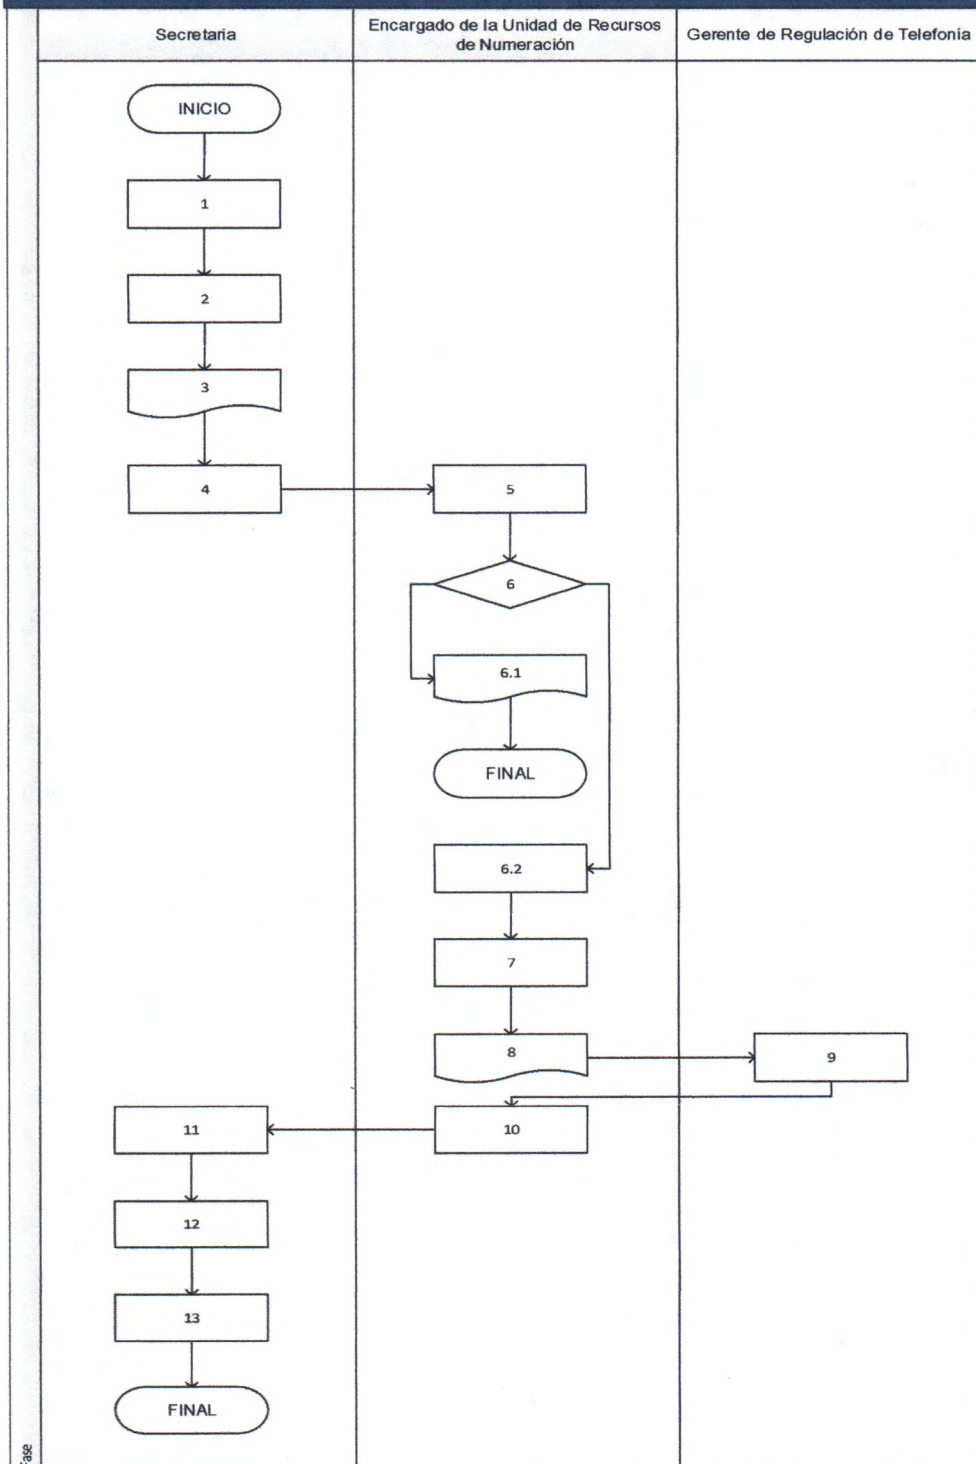 Secretaria
Encargado de la Unidad de Recursos
de Numeración
Gerente de Regulación de Telefonía
INICIO
1
2
3
4
5
6
6.1
FINAL
6.2
7
8
9
10
11
12
13
FINAL
Fase